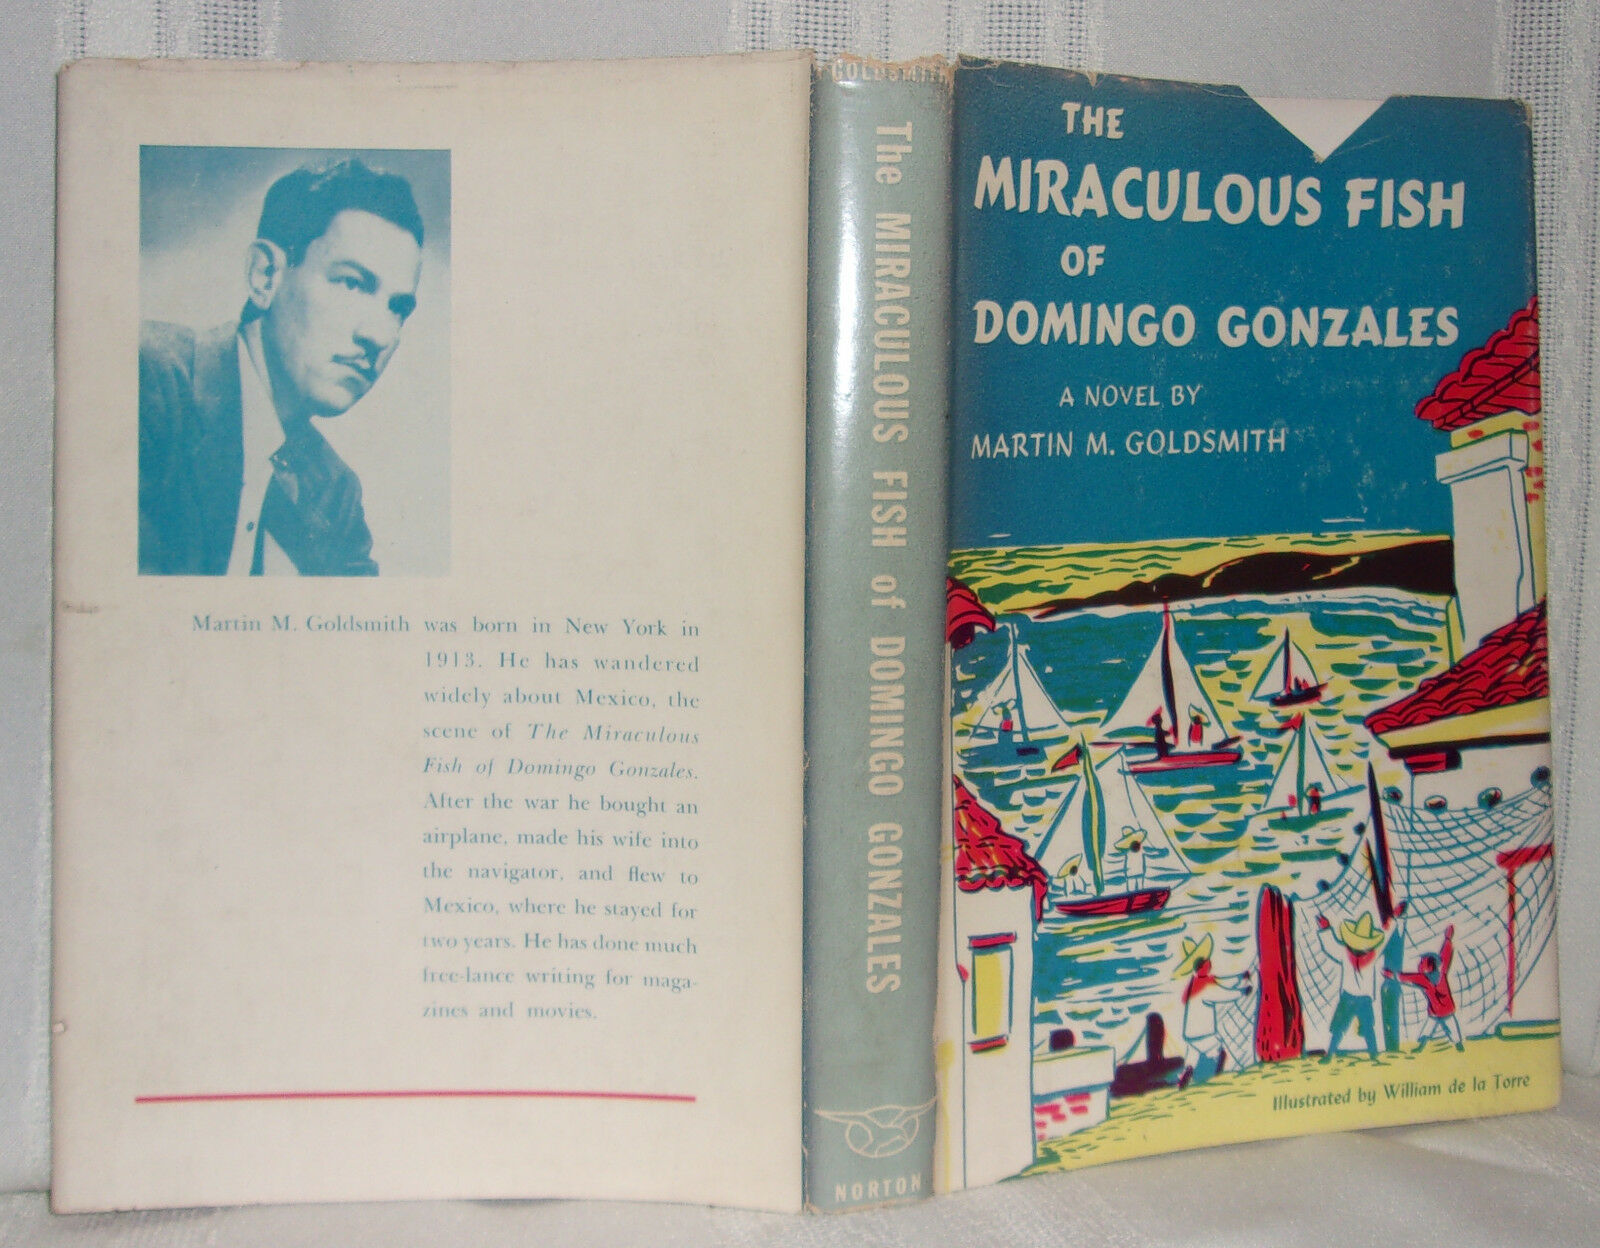 Martin M. Goldsmith was born in New York in
1913. He has wandered
widely about Mexico, the
scene of The Miraculous
Fish of Domingo Gonzales.
After the war he bought an
airplane, made his wife into
the navigator, and flew to
Mexico, where he stayed for
two years. He has done much
free-lance writing for maga-
zines and movies.
GOLDSMITH
The MIRACULOUS FISH of DOMINGO GONZALES
NORTON
THE
MIRACULOUS FISH
OF
DOMINGO GONZALES
A NOVEL BY
MARTIN M. GOLDSMITH
Illustrated by William de la Torre